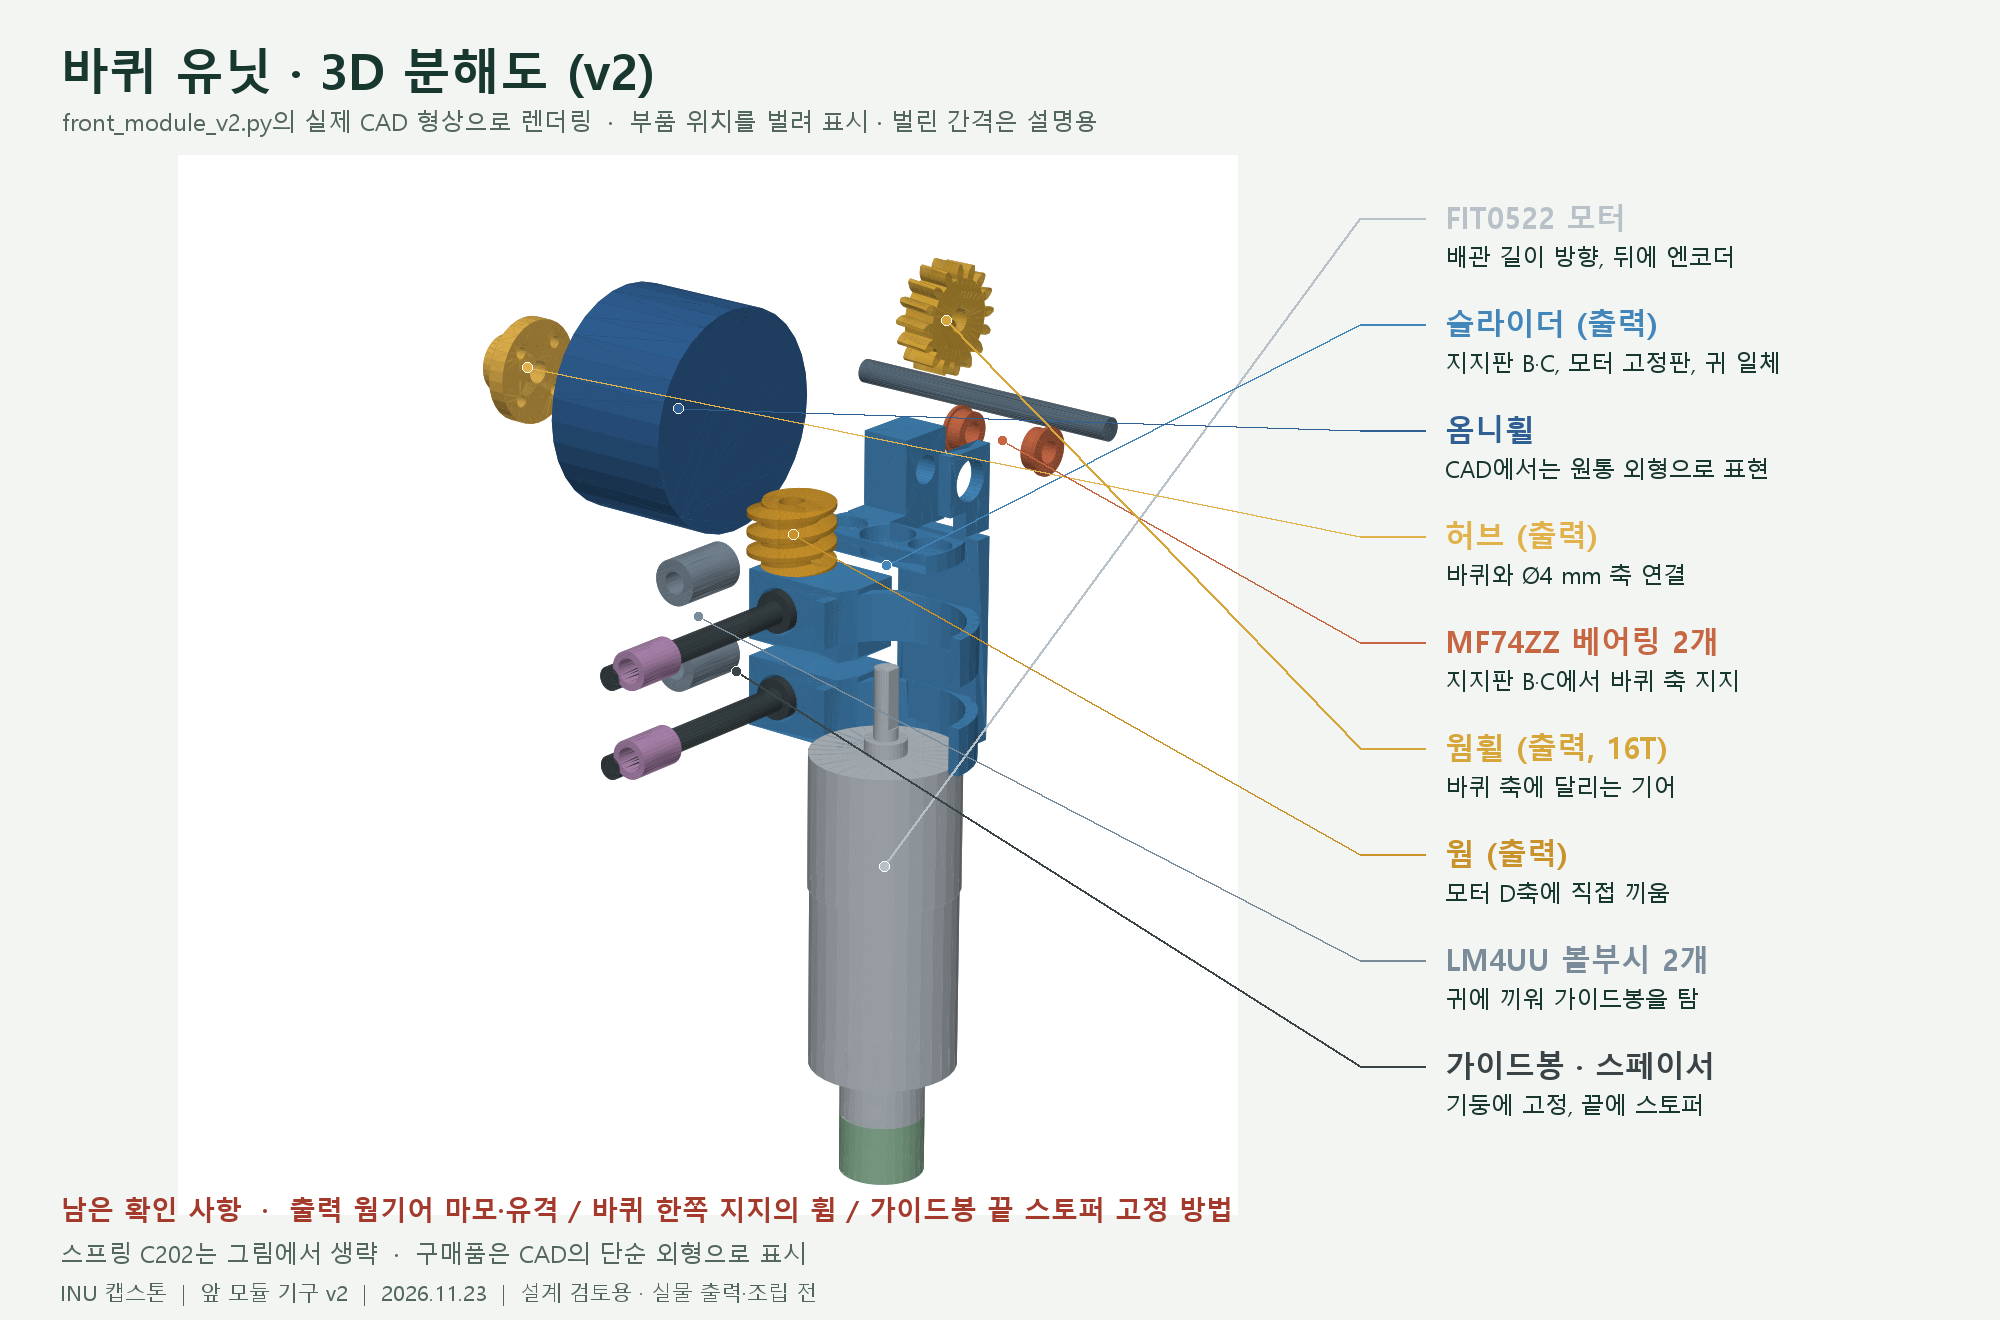 바퀴 유닛 · 3D 분해도 (v2)
front_module_v2.py의 실제 CAD 형상으로 렌더링 · 부품 위치를 벌려 표시 · 벌린 간격은 설명용
FIT0522 모터
배관 길이 방향, 뒤에 엔코더
슬라이더 (출력)
지지판 B·C, 모터 고정판, 귀 일체
옴니휠
CAD에서는 원통 외형으로 표현
허브 (출력)
바퀴와 Ø4 mm 축 연결
MF74ZZ 베어링 2개
지지판 B·C에서 바퀴 축 지지
웜휠 (출력, 16T)
바퀴 축에 달리는 기어
웜 (출력)
모터 D축에 직접 끼움
LM4UU 볼부시 2개
귀에 끼워 가이드봉을 탐
가이드봉 · 스페이서
기둥에 고정, 끝에 스토퍼
남은 확인 사항 · 출력 웜기어 마모·유격 / 바퀴 한쪽 지지의 휨 / 가이드봉 끝 스토퍼 고정 방법
스프링 C202는 그림에서 생략 · 구매품은 CAD의 단순 외형으로 표시
INU 캡스톤 | 앞 모듈 기구 v2 | 2026.11.23 | 설계 검토용 · 실물 출력·조립 전